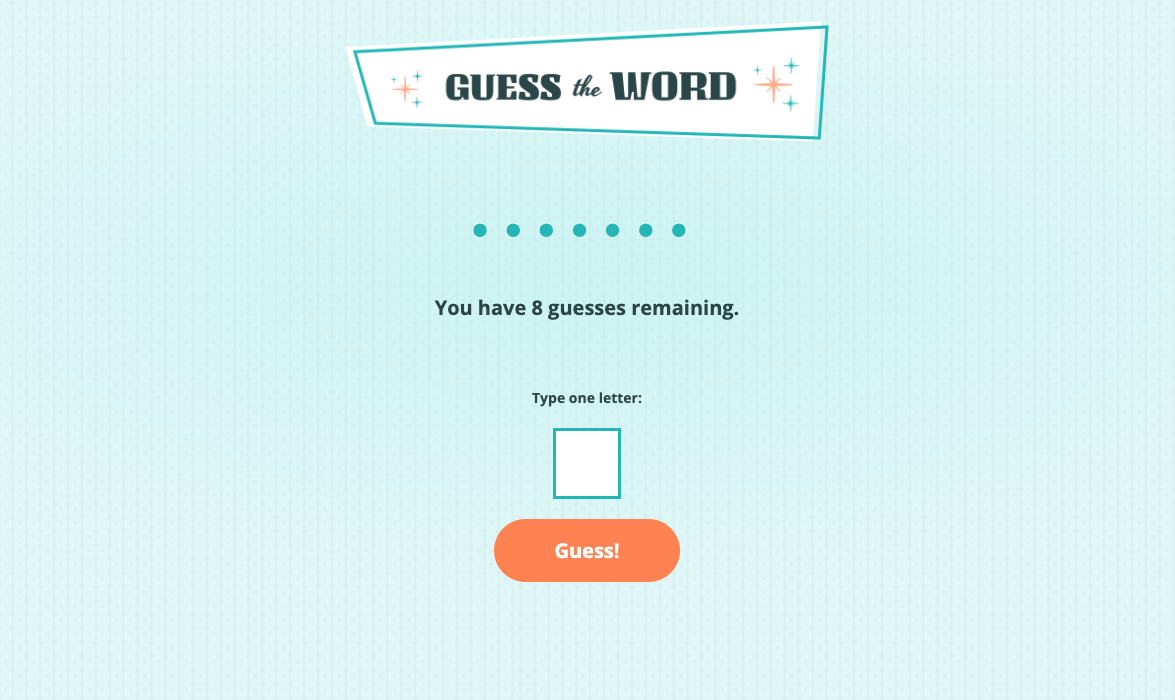 GUESS the WORD
● ● ● ● ● ● ●
You have 8 guesses remaining.
Type one letter:
Guess!